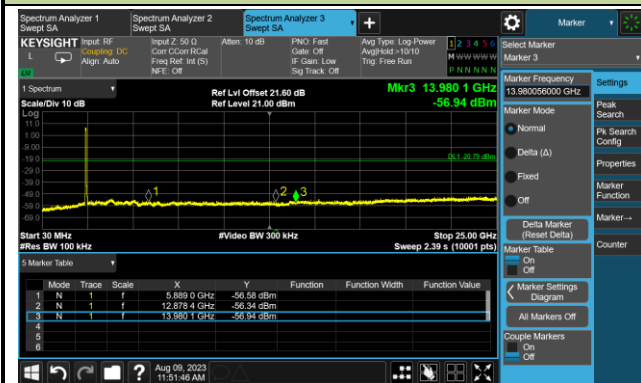 Spectrum Analyzer 1
Swept SA
Spectrum Analyzer 2
Swept SA
Spectrum Analyzer 3
Swept SA
Marker
KEYSIGHT
L
Input: RF
Coupling: DC
Align: Auto
Input Z: 50 Ω
Corr CCorr RCal
Freq Ref: Int (S)
NFE: Off
Atten: 10 dB
PNO: Fast
Gate: Off
IF Gain: Low
Sig Track: Off
Avg Type: Log-Power
Avg|Hold:>10/10
Trig: Free Run
1 2 3 4 5 6
M W W W W W
P N N N N N
Select Marker
Marker 3
1 Spectrum
Scale/Div 10 dB
Log
Ref Lvl Offset 21.60 dB
Ref Level 21.00 dBm
Mkr3 13.980 1 GHz
-56.94 dBm
11.0
1.00
-9.00
-19.0
-29.0
-39.0
-49.0
-59.0
-69.0
DL1 -20.79 dBm
1
2
3
Start 30 MHz
#Res BW 100 kHz
#Video BW 300 kHz
Stop 25.00 GHz
Sweep 2.39 s (10001 pts)
5 Marker Table
Mode Trace Scale X Y Function Function Width Function Value
1 N 1 f 5.889 0 GHz -56.58 dBm
2 N 1 f 12.878 4 GHz -56.34 dBm
3 N 1 f 13.980 1 GHz -56.94 dBm
4
5
6
Aug 09, 2023
11:51:46 AM
Marker Frequency
13.980056000 GHz
Marker Mode
Normal
Delta (Δ)
Fixed
Off
Delta Marker
(Reset Delta)
Marker Table
On
Off
Marker Settings
Diagram
All Markers Off
Couple Markers
On
Off
Settings
Peak
Search
Pk Search
Config
Properties
Marker
Function
Marker→
Counter